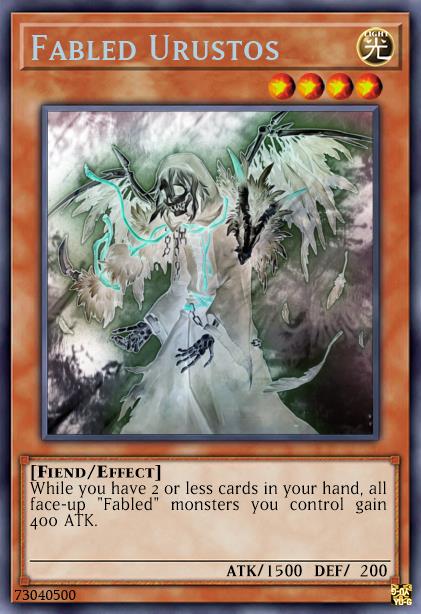 FABLED URUSTOS
LIGHT
光
[FIEND/EFFECT]
While you have 2 or less cards in your hand, all
face-up "Fabled" monsters you control gain
400 ATK.
ATK/1500 DEF/ 200
73040500